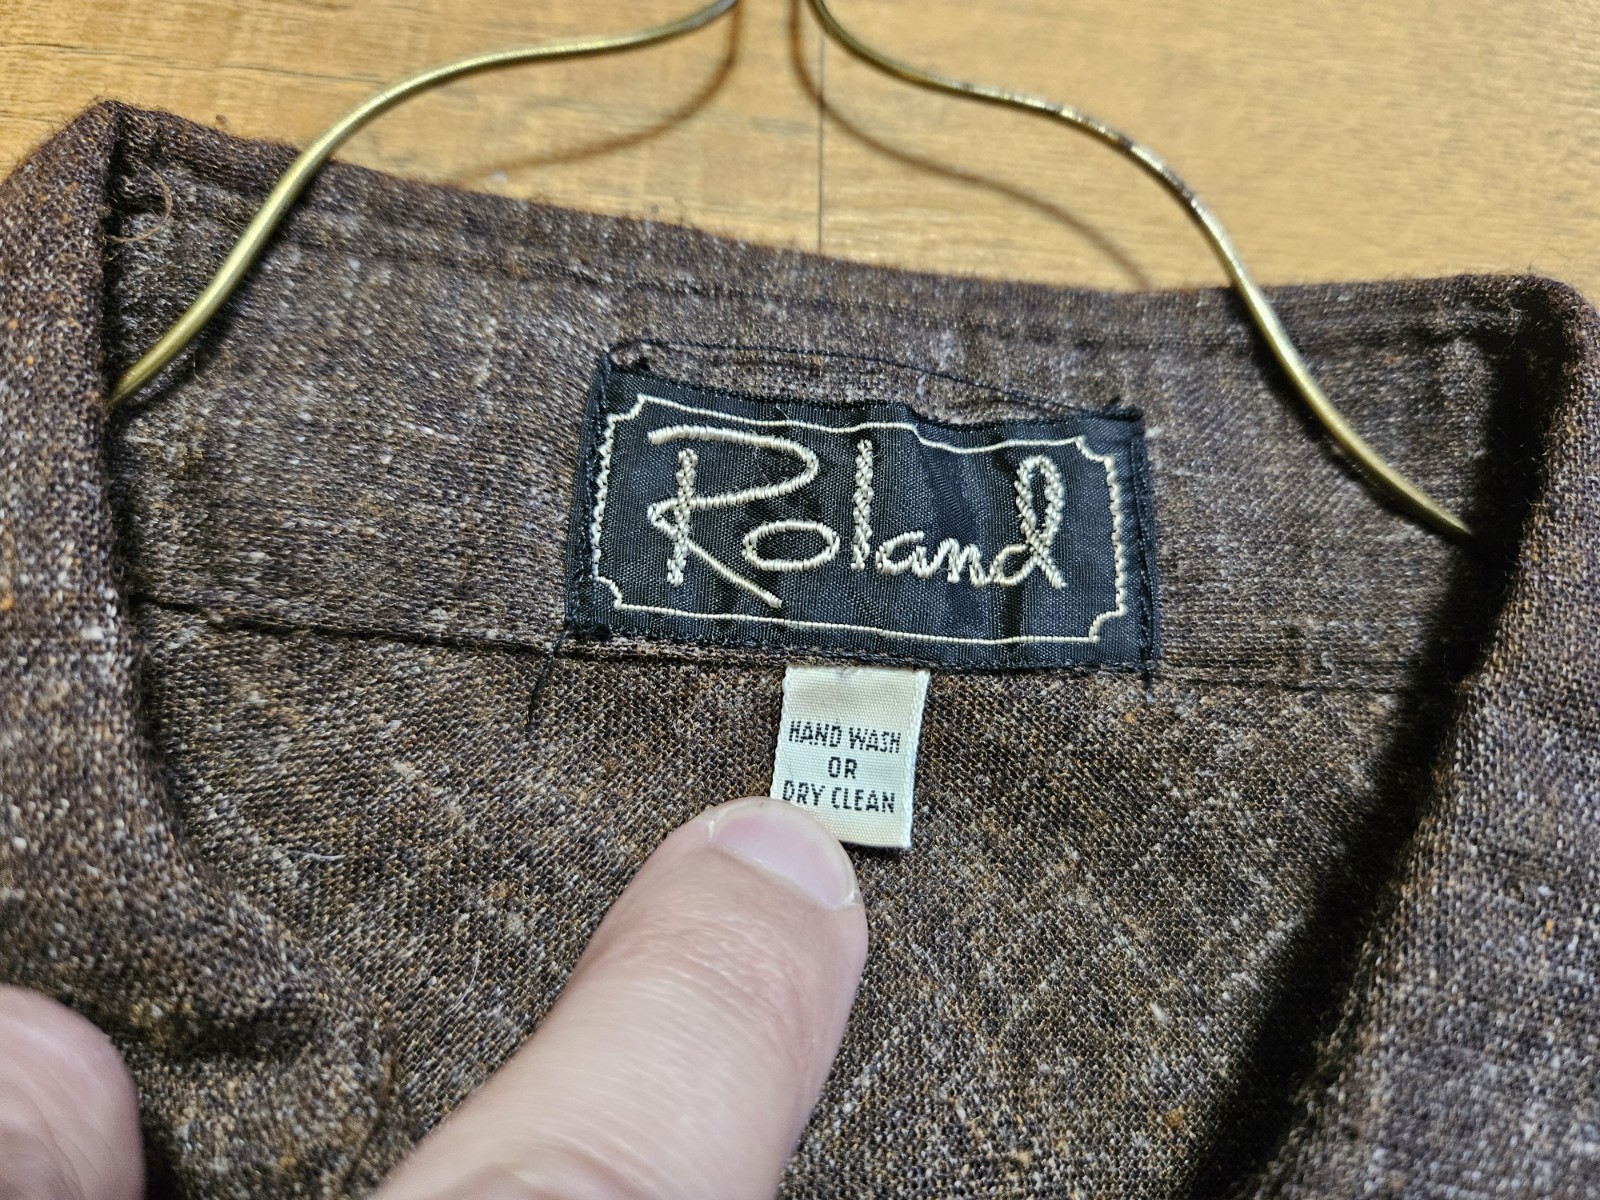 Roland
HAND WASH
OR
DRY CLEAN